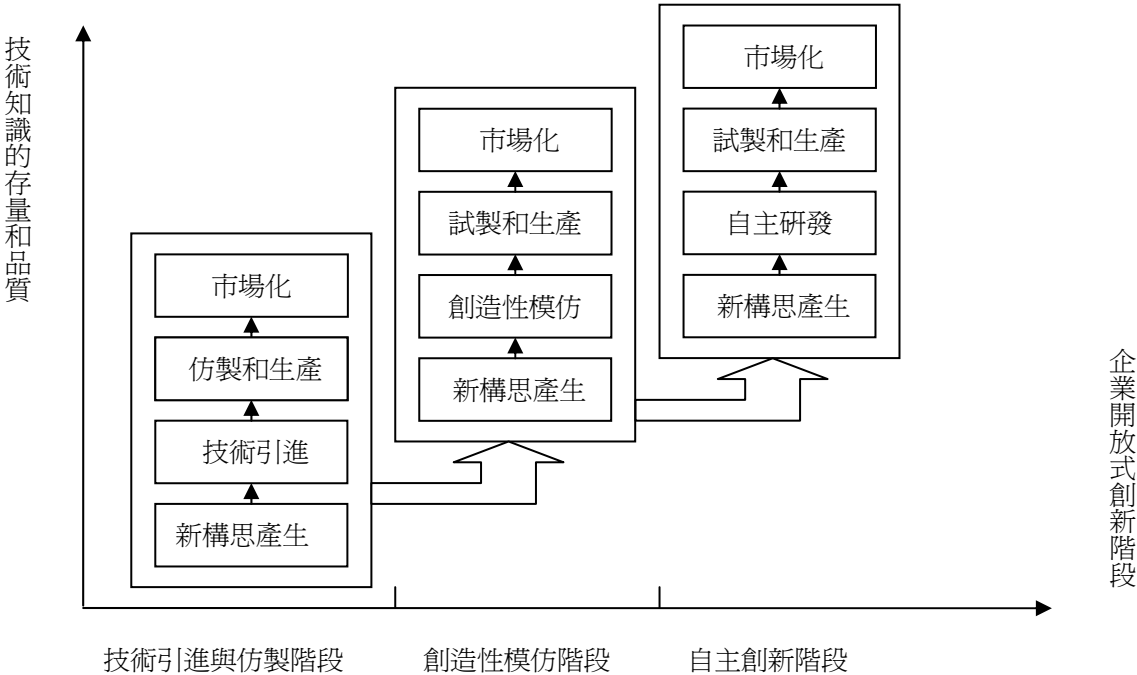 技術知識的存量和品質
市場化
仿製和生產
技術引進
新構思產生
市場化
試製和生產
創造性模仿
新構思產生
市場化
試製和生產
自主研發
新構思產生
企業開放式創新階段
技術引進與仿製階段
創造性模仿階段
自主創新階段